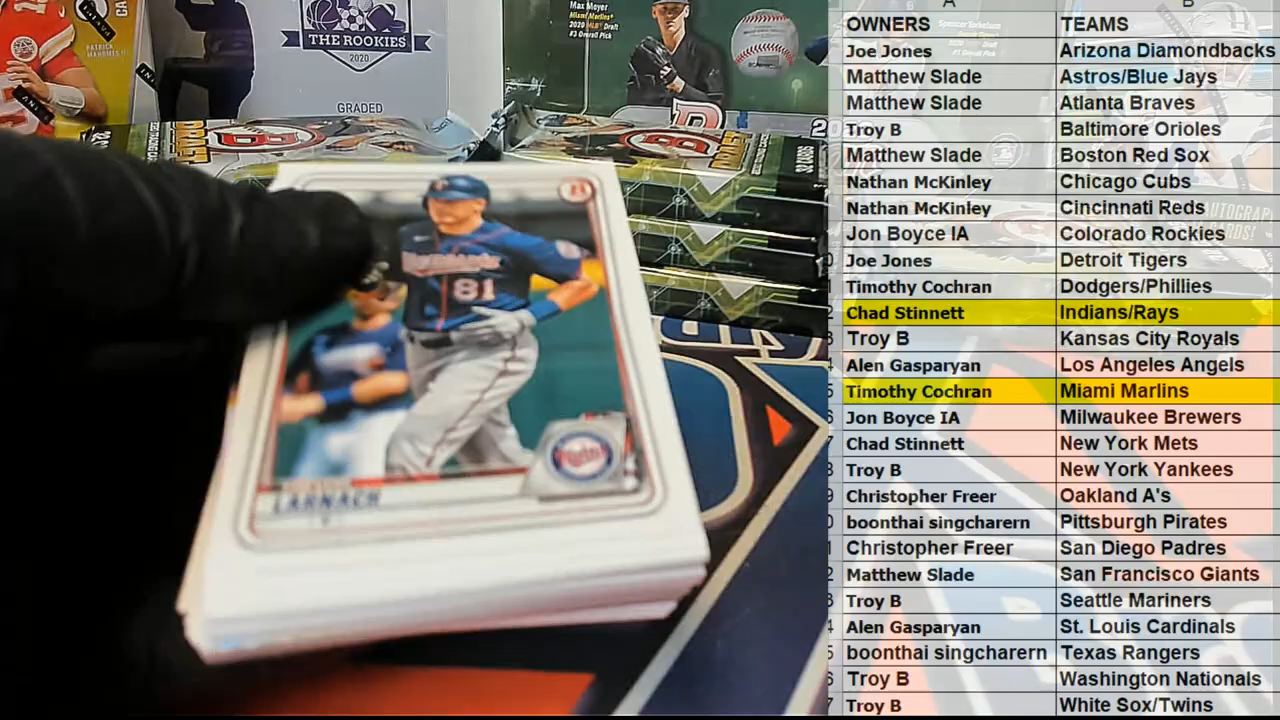 PATRICK
MAHOMES II
THE ROOKIES
2020
GRADED
Max Meyer
Miami Marlins
2020 MLB Draft
#3 Overall Pick
81
LARNACH
Twins
A B
OWNERS TEAMS
Joe Jones Arizona Diamondbacks
Matthew Slade Astros/Blue Jays
Matthew Slade Atlanta Braves
Troy B Baltimore Orioles
Matthew Slade Boston Red Sox
Nathan McKinley Chicago Cubs
Nathan McKinley Cincinnati Reds
Jon Boyce IA Colorado Rockies
Joe Jones Detroit Tigers
Timothy Cochran Dodgers/Phillies
Chad Stinnett Indians/Rays
Troy B Kansas City Royals
Alen Gasparyan Los Angeles Angels
Timothy Cochran Miami Marlins
Jon Boyce IA Milwaukee Brewers
Chad Stinnett New York Mets
Troy B New York Yankees
Christopher Freer Oakland A's
boonthai singcharern Pittsburgh Pirates
Christopher Freer San Diego Padres
Matthew Slade San Francisco Giants
Troy B Seattle Mariners
Alen Gasparyan St. Louis Cardinals
boonthai singcharern Texas Rangers
Troy B Washington Nationals
Troy B White Sox/Twins